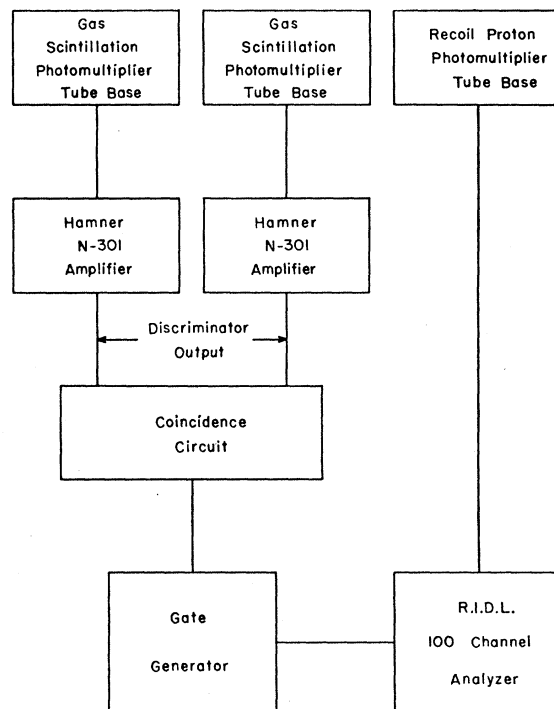 Gas
Scintillation
Photomultiplier
Tube Base
Gas
Scintillation
Photomultiplier
Tube Base
Recoil Proton
Photomultiplier
Tube Base
Hamner
N-301
Amplifier
Hamner
N-301
Amplifier
Discriminator
Output
Coincidence
Circuit
Gate
Generator
R.I.D.L.
100 Channel
Analyzer